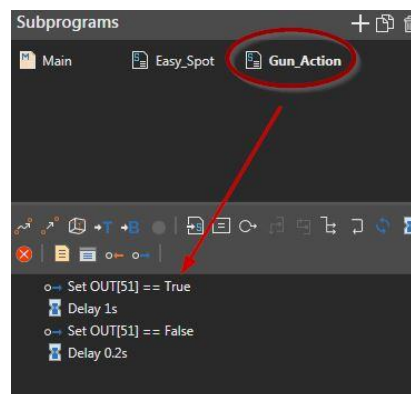 Subprograms
Main Easy_Spot Gun_Action
Set OUT[51] == True
Delay 1s
Set OUT[51] == False
Delay 0.2s